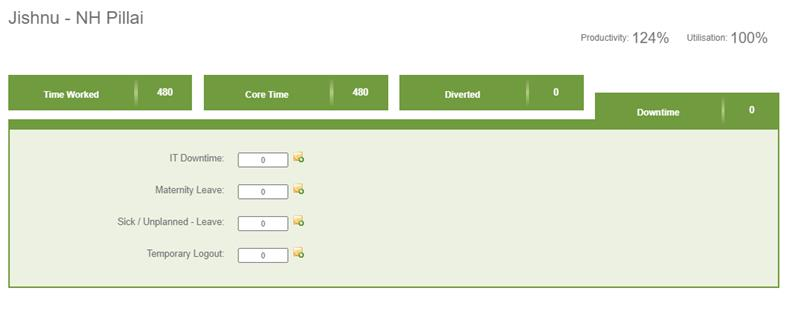 Jishnu - NH Pillai
Productivity: 124% Utilisation: 100%
Time Worked 480 Core Time 480 Diverted 0 Downtime 0
IT Downtime: 0
Maternity Leave: 0
Sick / Unplanned - Leave: 0
Temporary Logout: 0